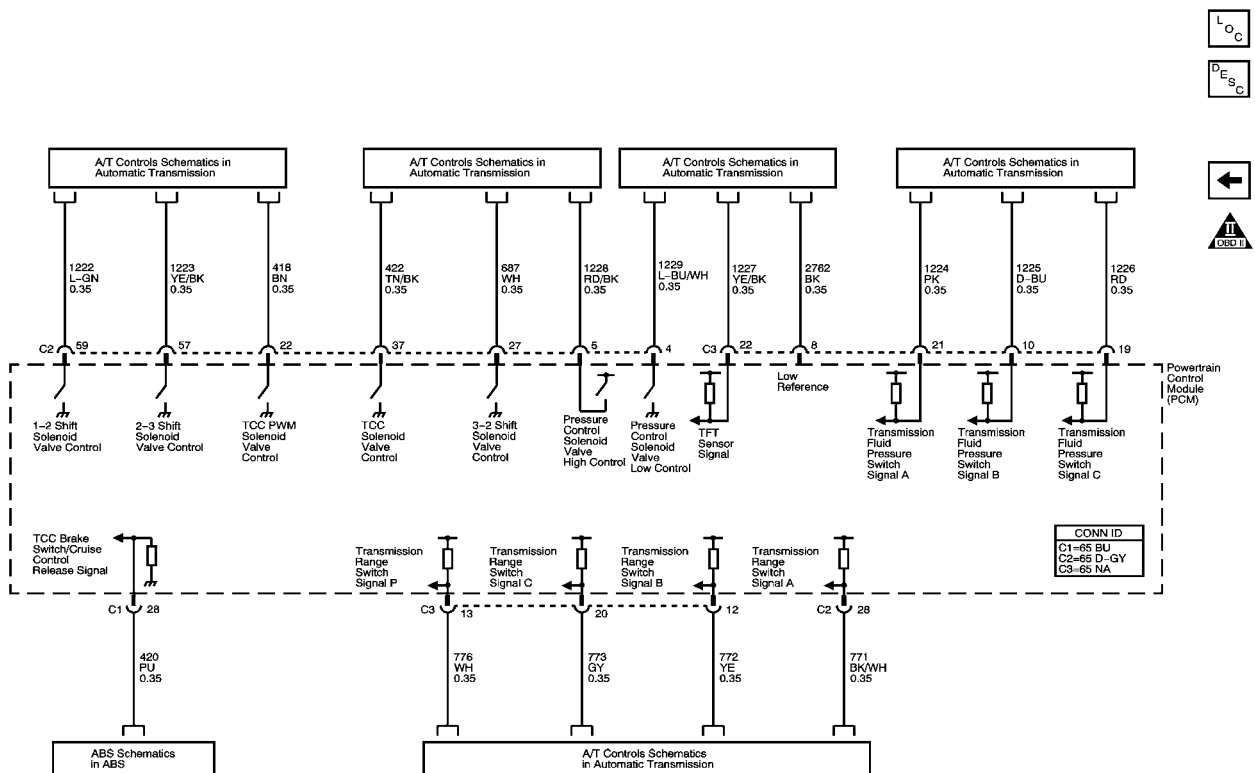 L O C
D E S C
II
OBD II
A/T Controls Schematics in
Automatic Transmission
A/T Controls Schematics in
Automatic Transmission
A/T Controls Schematics in
Automatic Transmission
A/T Controls Schematics in
Automatic Transmission
1222
L-GN
0.35
1223
YE/BK
0.35
418
BN
0.35
422
TN/BK
0.35
687
WH
0.35
1228
RD/BK
0.35
1229
L-BU/WH
0.35
1227
YE/BK
0.35
2762
BK
0.35
1224
PK
0.35
1225
D-BU
0.35
1226
RD
0.35
C2 59
57
22
37
27
5
4
C3 22
8
21
10
19
Powertrain
Control
Module
(PCM)
1-2 Shift
Solenoid
Valve Control
2-3 Shift
Solenoid
Valve Control
TCC PWM
Solenoid
Valve
Control
TCC
Solenoid
Valve
Control
3-2 Shift
Solenoid
Valve
Control
Pressure
Control
Solenoid
Valve
High Control
Pressure
Control
Solenoid
Valve
Low Control
TFT
Sensor
Signal
Low
Reference
Transmission
Fluid
Pressure
Switch
Signal A
Transmission
Fluid
Pressure
Switch
Signal B
Transmission
Fluid
Pressure
Switch
Signal C
TCC Brake
Switch/Cruise
Control
Release Signal
Transmission
Range
Switch
Signal P
Transmission
Range
Switch
Signal C
Transmission
Range
Switch
Signal B
Transmission
Range
Switch
Signal A
CONN ID
C1=65 BU
C2=65 D-GY
C3=65 NA
C1 28
C3 13
20
12
C2 28
420
PU
0.35
776
WH
0.35
773
GY
0.35
772
YE
0.35
771
BK/WH
0.35
ABS Schematics
in ABS
A/T Controls Schematics
in Automatic Transmission